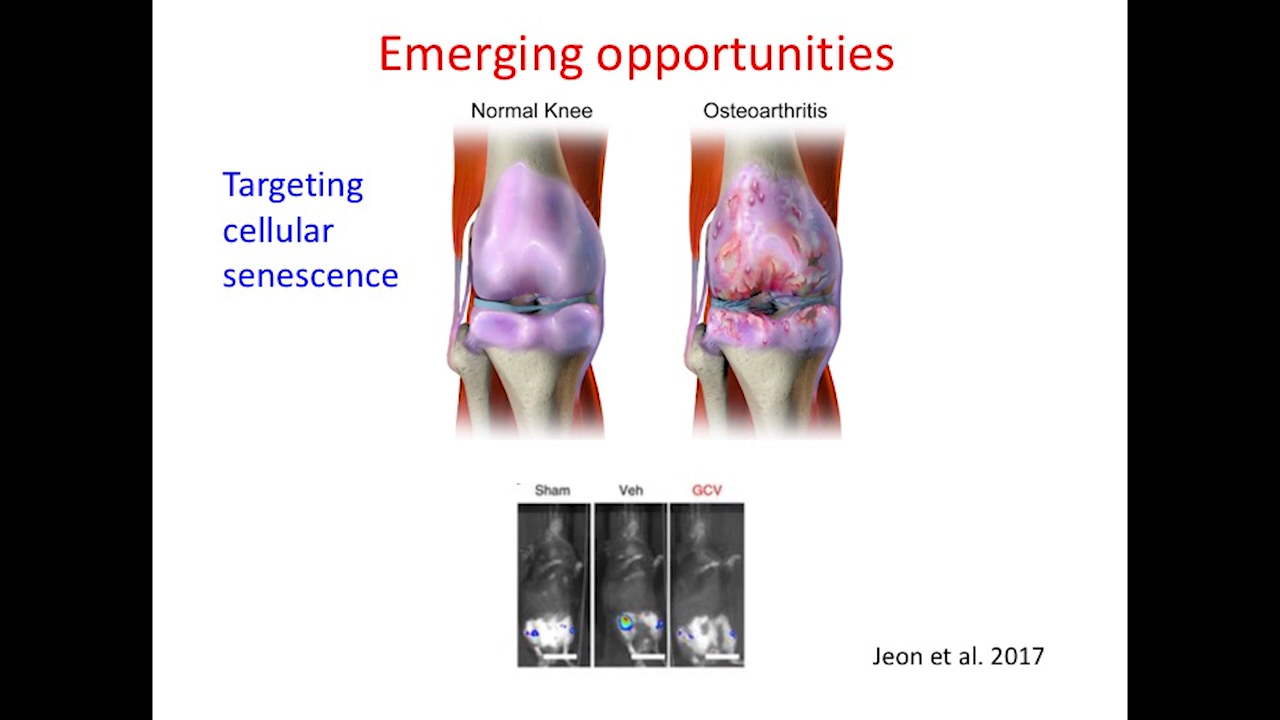 Emerging opportunities
Normal Knee
Osteoarthritis
Targeting
cellular
senescence
Sham
Veh
GCV
Jeon et al. 2017